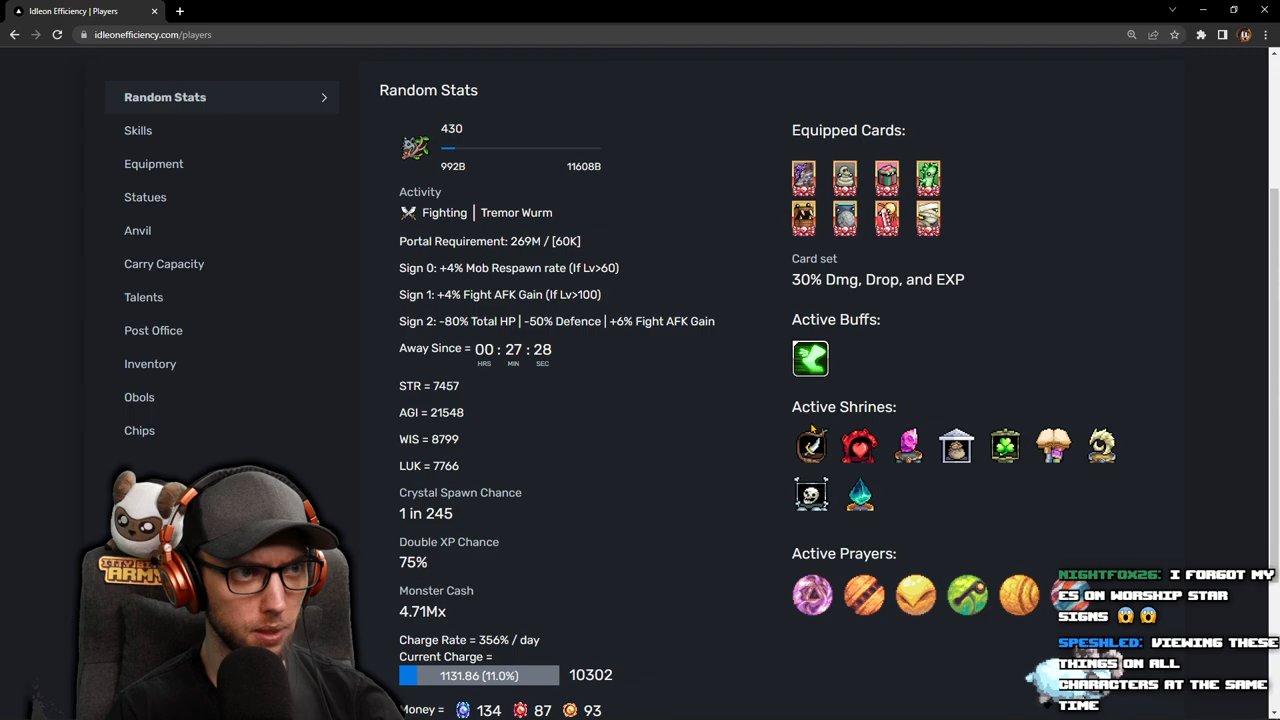 Idleon Efficiency | Players
idleonefficiency.com/players
Random Stats
Skills
Equipment
Statues
Anvil
Carry Capacity
Talents
Post Office
Inventory
Obols
Chips
Random Stats
430
992B 11608B
Activity
Fighting | Tremor Wurm
Portal Requirement: 269M / [60K]
Sign 0: +4% Mob Respawn rate (If Lv>60)
Sign 1: +4% Fight AFK Gain (If Lv>100)
Sign 2: -80% Total HP | -50% Defence | +6% Fight AFK Gain
Away Since = 00 : 27 : 28
HRS MIN SEC
STR = 7457
AGI = 21548
WIS = 8799
LUK = 7766
Crystal Spawn Chance
1 in 245
Double XP Chance
75%
Monster Cash
4.71Mx
Charge Rate = 356% / day
Current Charge =
1131.86 (11.0%) 10302
Money = 134 87 93
Equipped Cards:
Card set
30% Dmg, Drop, and EXP
Active Buffs:
Active Shrines:
Active Prayers:
NIGHTFOX26: I FORGOT MY
ES ON WORSHIP STAR
SIGNS 😱 😱
SPESHLED: VIEWING THESE
THINGS ON ALL
CHARACTERS AT THE SAME
TIME
ARMY